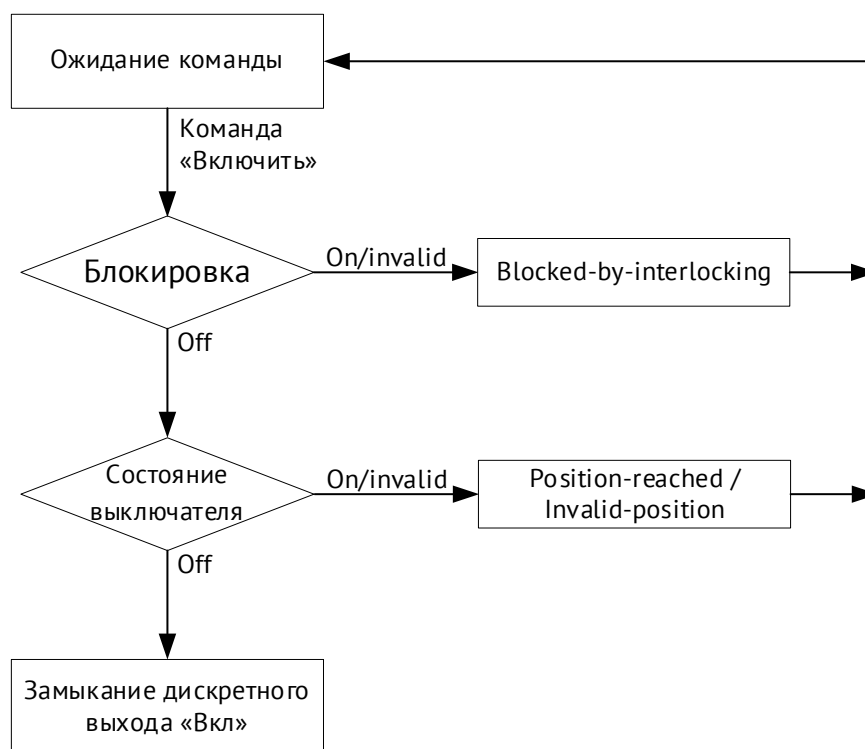 Ожидание команды
Команда
«Включить»
Блокировка
On/invalid
Blocked-by-interlocking
Off
Состояние
выключателя
On/invalid
Position-reached /
Invalid-position
Off
Замыкание дискретного
выхода «Вкл»